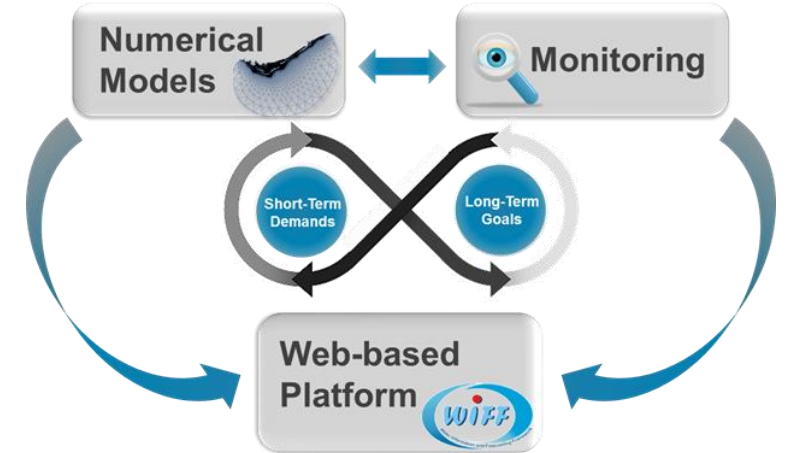 Numerical
Models
Monitoring
Short-Term
Demands
Long-Term
Goals
Web-based
Platform
WIFF